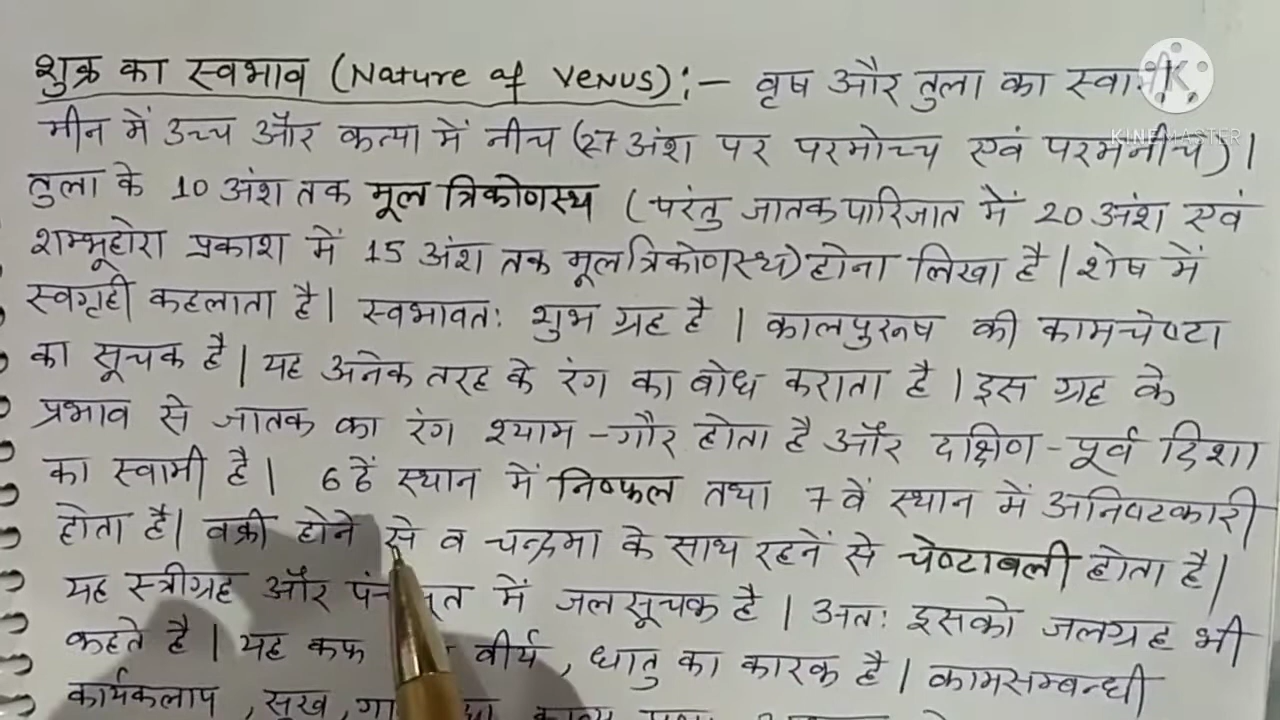 शुक्र का स्वभाव (Nature of VENUS) :- वृष और तुला का
मीन में उच्च और कन्या में नीच (27 अंश पर परमोच्च एवं परमनीच)।
तुला के 10 अंश तक मूल त्रिकोणस्थ (परंतु जातक पारिजात में 20 अंश एवं
शम्भूहोरा प्रकाश में 15 अंश तक मूलत्रिकोणस्थ) होना लिखा है। शेष में
स्वगृही कहलाता है। स्वभावतः शुभ ग्रह है। कालपुरुष की कामचेष्टा
का सूचक है। यह अनेक तरह के रंग का बोध कराता है। इस ग्रह के
प्रभाव से जातक का रंग श्याम-गौर होता है और दक्षिण-पूर्व दिशा
का स्वामी है। 6ठें स्थान में निष्फल तथा 7वें स्थान में अनिष्टकारी
होता है। वक्री होने से व चन्द्रमा के साथ रहनें से चेष्टाबली होता है।
यह स्त्रीग्रह और में जलसूचक है। अतः इसको जलग्रह भी
कहते है। यह कफ वीर्य, धातु का कारक है। कामसम्बन्धी
कार्यकलाप, सुख,
K
KINEMASTER